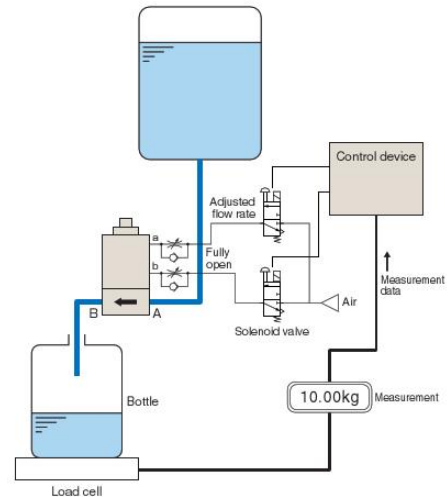 Control device
Adjusted
flow rate
a
Fully
open
b
Measurement
data
Air
B
A
Solenoid valve
10.00kg
Measurement
Bottle
Load cell